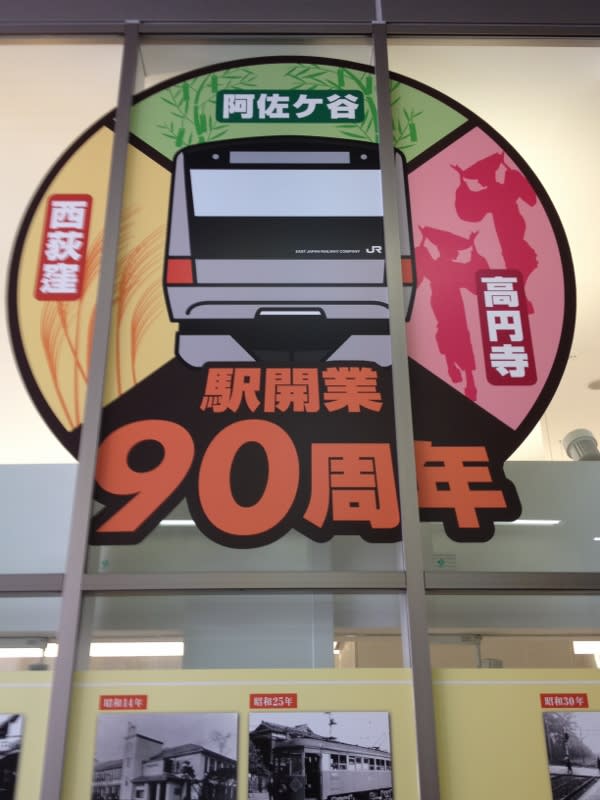 阿佐ケ谷
西荻窪
EAST JAPAN RAILWAY COMPANY JR
高円寺
駅開業
90周年
昭和14年
昭和25年
昭和30年